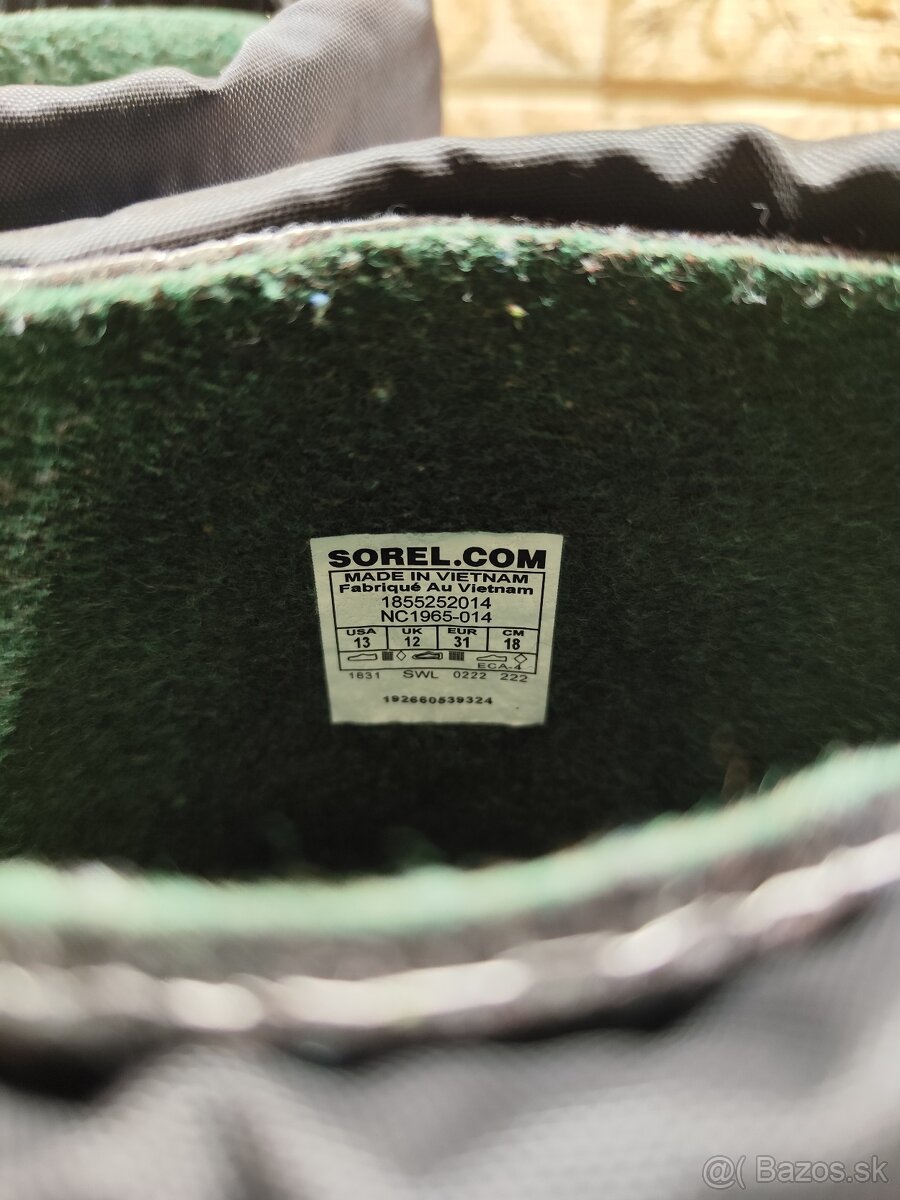 SOREL.COM
MADE IN VIETNAM
Fabriqué Au Vietnam
1855252014
NC1965-014
USA UK EUR CM
13 12 31 18
ECA-4
1831 SWL 0222 222
192660539324
@( Bazos.sk